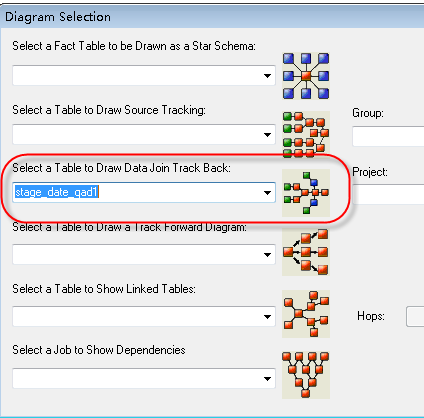 Diagram Selection
Select a Fact Table to be Drawn as a Star Schema:
Select a Table to Draw Source Tracking:
Group:
Select a Table to Draw Data Join Track Back:
Project:
stage_date_qad1
Select a Table to Draw a Track Forward Diagram:
Select a Table to Show Linked Tables:
Hops:
Select a Job to Show Dependencies